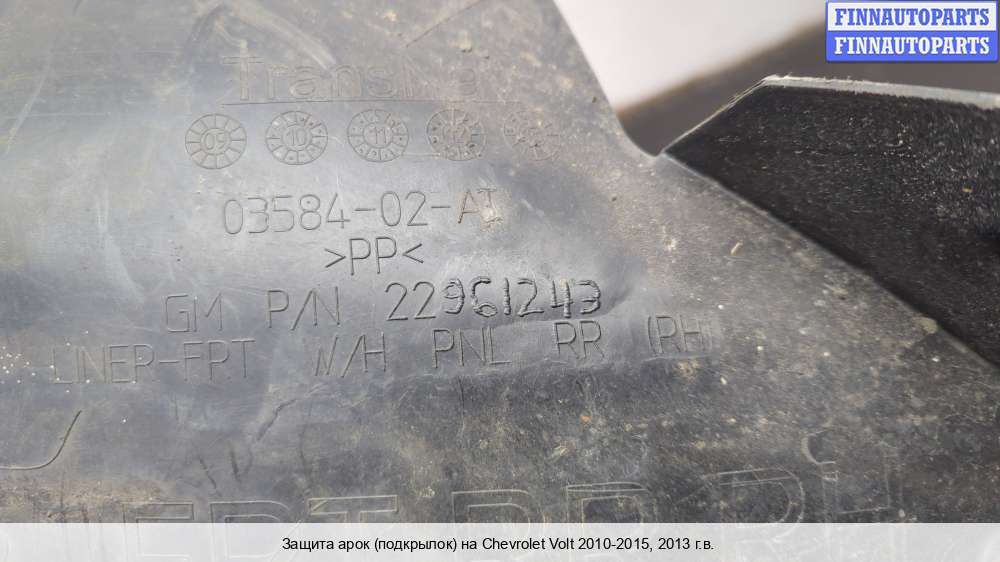 FINNAUTOPARTS
FINNAUTOPARTS
09 10 11
03584-02-AI
>PP<
GM P/N 22961243
LINER-FRT W/H PNL RR (RH)
Защита арок (подкрылок) на Chevrolet Volt 2010-2015, 2013 г.в.